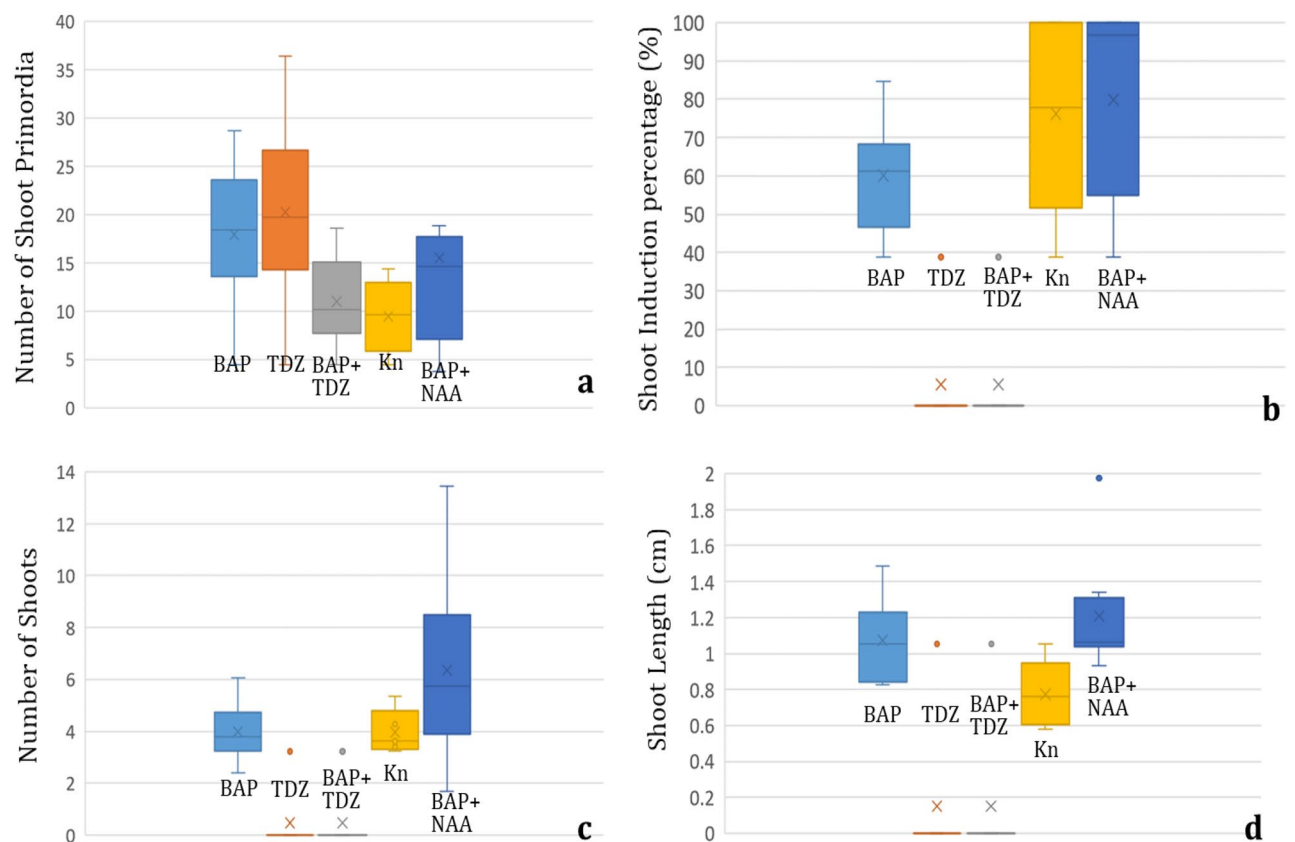 Number of Shoot Primordia
40
35
30
25
20
15
10
5
0
BAP
TDZ
BAP+
TDZ
Kn
BAP+
NAA
a
Shoot Induction percentage (%)
100
90
80
70
60
50
40
30
20
10
0
BAP
TDZ
BAP+
TDZ
Kn
BAP+
NAA
b
Number of Shoots
14
12
10
8
6
4
2
0
BAP
TDZ
BAP+
TDZ
Kn
BAP+
NAA
c
Shoot Length (cm)
2
1.8
1.6
1.4
1.2
1
0.8
0.6
0.4
0.2
0
BAP
TDZ
BAP+
TDZ
Kn
BAP+
NAA
d